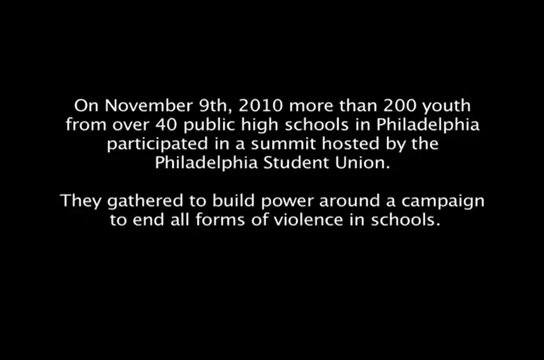 On November 9th, 2010 more than 200 youth
from over 40 public high schools in Philadelphia
participated in a summit hosted by the
Philadelphia Student Union.
They gathered to build power around a campaign
to end all forms of violence in schools.